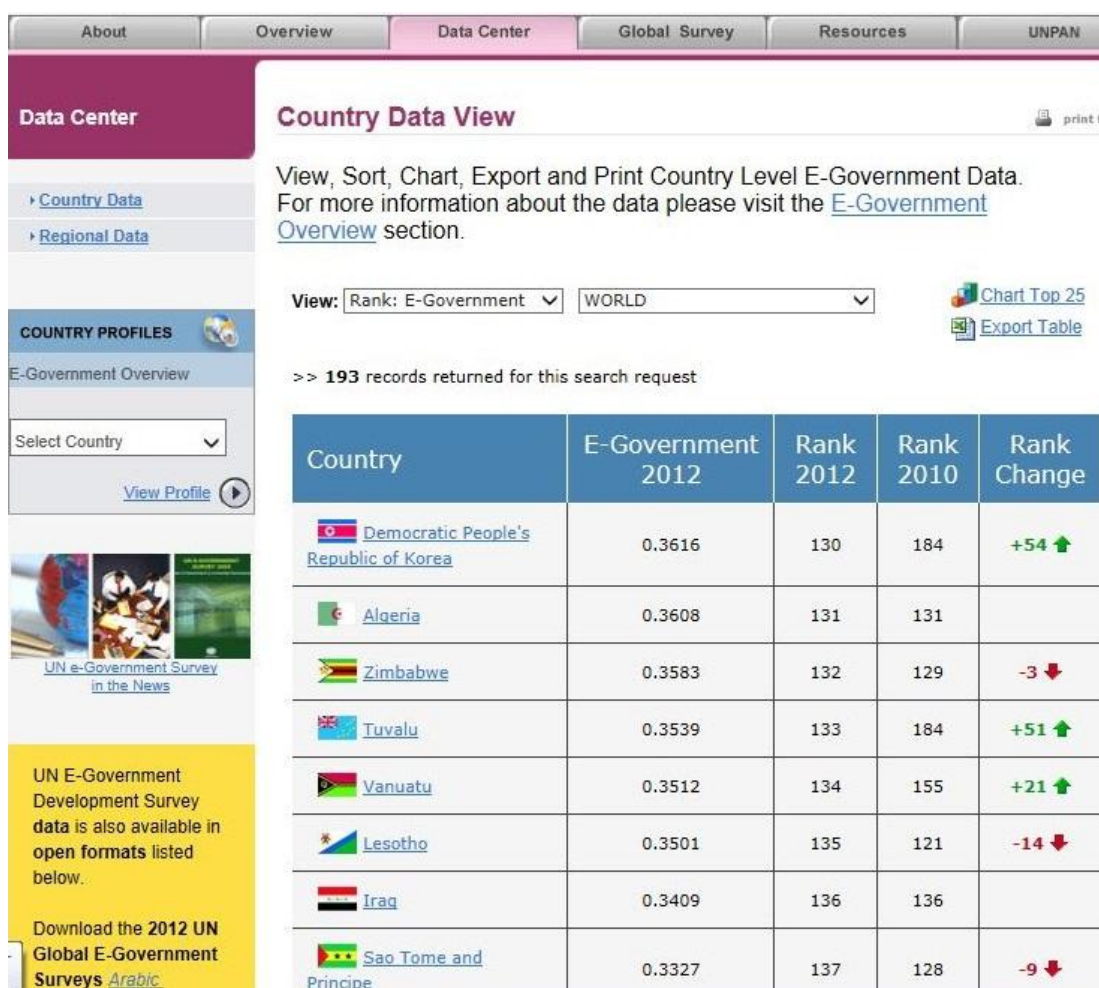 About Overview Data Center Global Survey Resources UNPAN
Data Center
Country Data
Regional Data
COUNTRY PROFILES
E-Government Overview
Select Country
View Profile
UN e-Government Survey
in the News
UN E-Government
Development Survey
data is also available in
open formats listed
below.
Download the 2012 UN
Global E-Government
Surveys Arabic
Country Data View
print
View, Sort, Chart, Export and Print Country Level E-Government Data.
For more information about the data please visit the E-Government
Overview section.
View: Rank: E-Government WORLD
Chart Top 25
Export Table
>> 193 records returned for this search request
Country E-Government 2012 Rank 2012 Rank 2010 Rank Change
Democratic People's
Republic of Korea 0.3616 130 184 +54
Algeria 0.3608 131 131
Zimbabwe 0.3583 132 129 -3
Tuvalu 0.3539 133 184 +51
Vanuatu 0.3512 134 155 +21
Lesotho 0.3501 135 121 -14
Iraq 0.3409 136 136
Sao Tome and
Principe 0.3327 137 128 -9